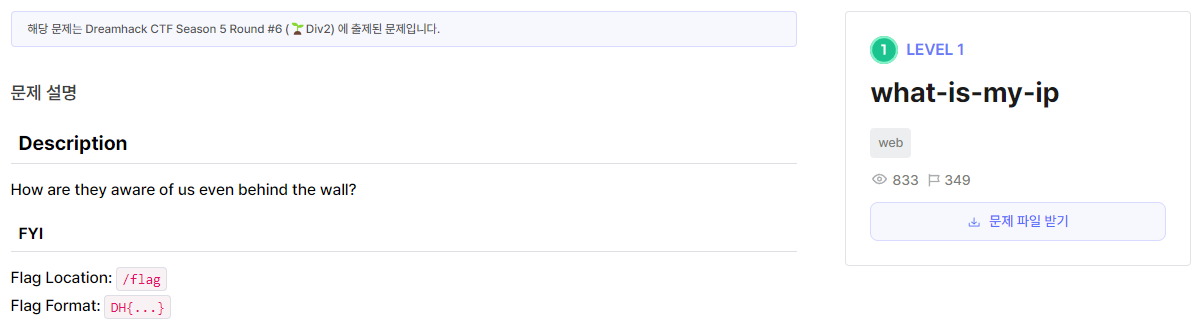 해당 문제는 Dreamhack CTF Season 5 Round #6 (🌱Div2) 에 출제된 문제입니다.
문제 설명
Description
How are they aware of us even behind the wall?
FYI
Flag Location: /flag
Flag Format: DH{...}
1 LEVEL 1
what-is-my-ip
web
833 349
문제 파일 받기